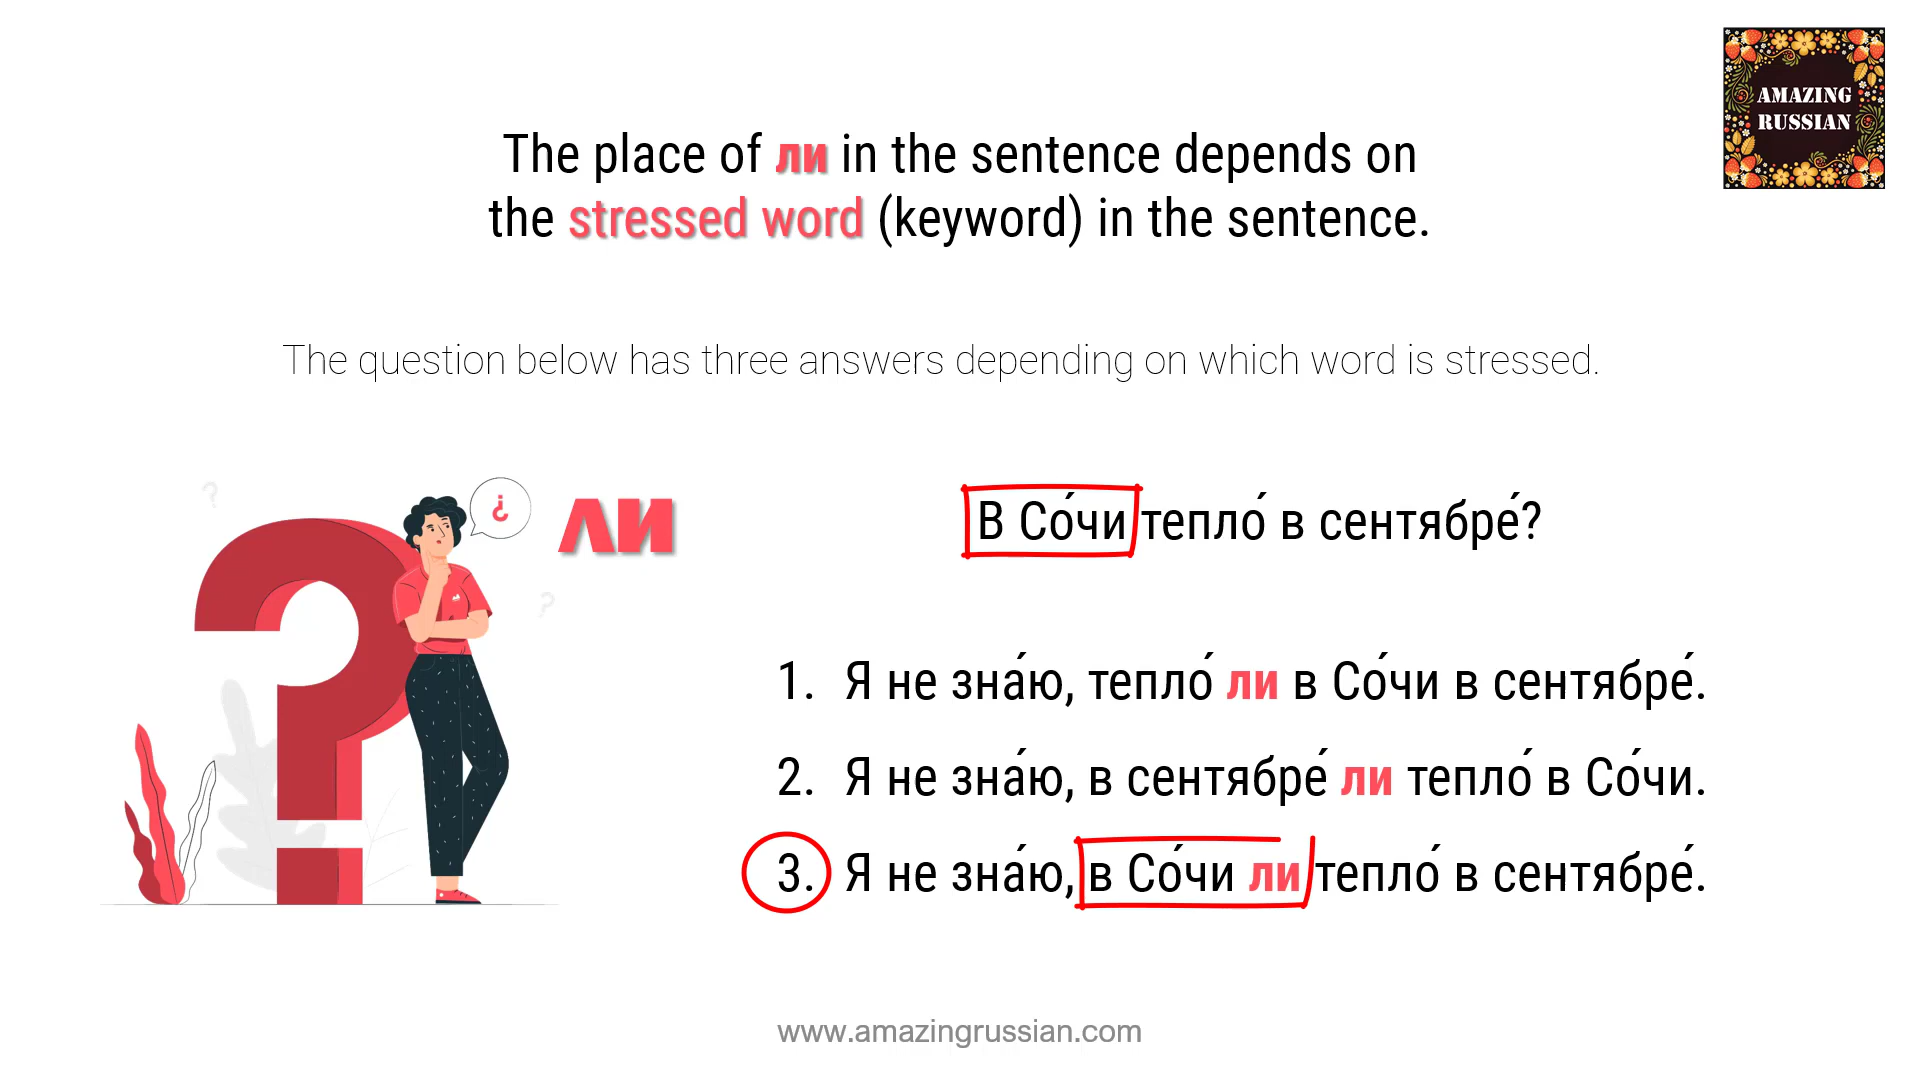 AMAZING
RUSSIAN
The place of ли in the sentence depends on
the stressed word (keyword) in the sentence.
The question below has three answers depending on which word is stressed.
?
¿
ли
?
В Со́чи тепло́ в сентябре́?
1. Я не зна́ю, тепло́ ли в Со́чи в сентябре́.
2. Я не зна́ю, в сентябре́ ли тепло́ в Со́чи.
3. Я не зна́ю, в Со́чи ли тепло́ в сентябре́.
?
www.amazingrussian.com